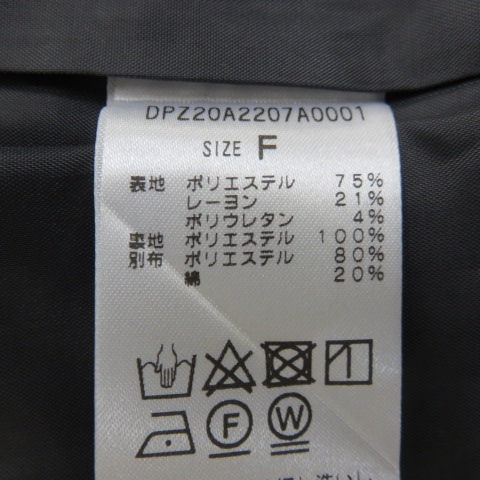 DPZ20A2207A0001
SIZE F
表地 ポリエステル 75%
レーヨン 21%
ポリウレタン 4%
裏地 ポリエステル 100%
別布 ポリエステル 80%
綿 20%
F W